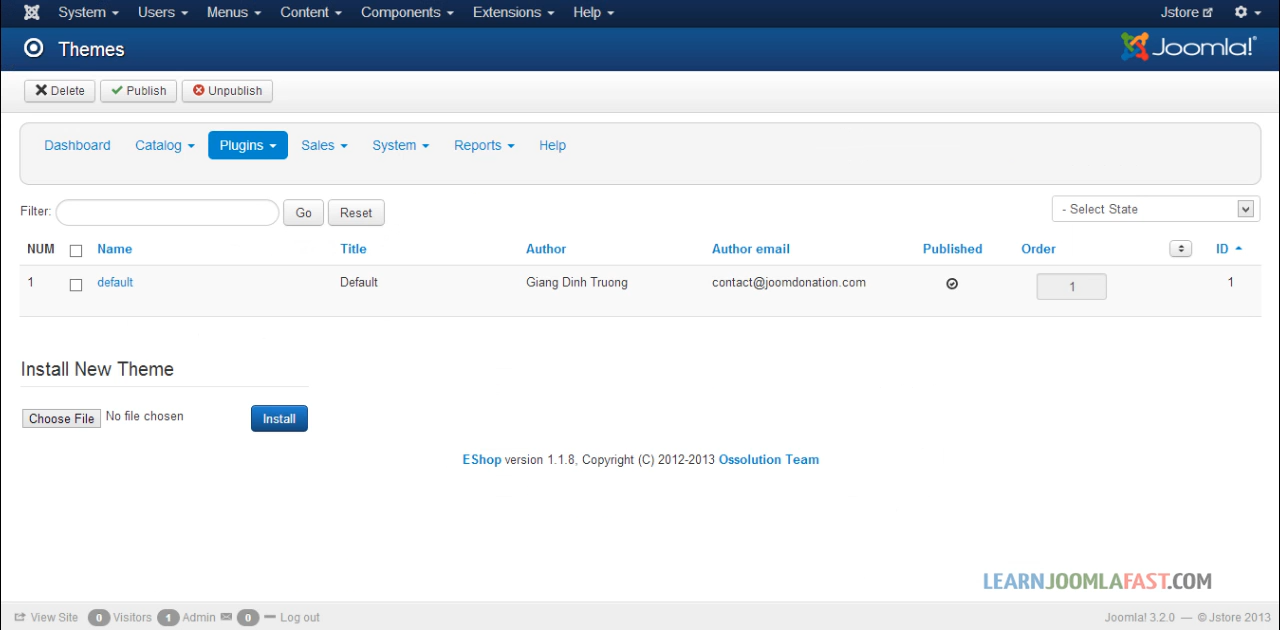 System Users Menus Content Components Extensions Help Jstore
Themes Joomla!®
Delete Publish Unpublish
Dashboard Catalog Plugins Sales System Reports Help
Filter: Go Reset - Select State
NUM Name Title Author Author email Published Order ID
1 default Default Giang Dinh Truong contact@joomdonation.com 1 1
Install New Theme
Choose File No file chosen Install
EShop version 1.1.8, Copyright (C) 2012-2013 Ossolution Team
LEARNJOOMLAFAST.COM
View Site 0 Visitors 1 Admin 0 Log out Joomla! 3.2.0 — © Jstore 2013